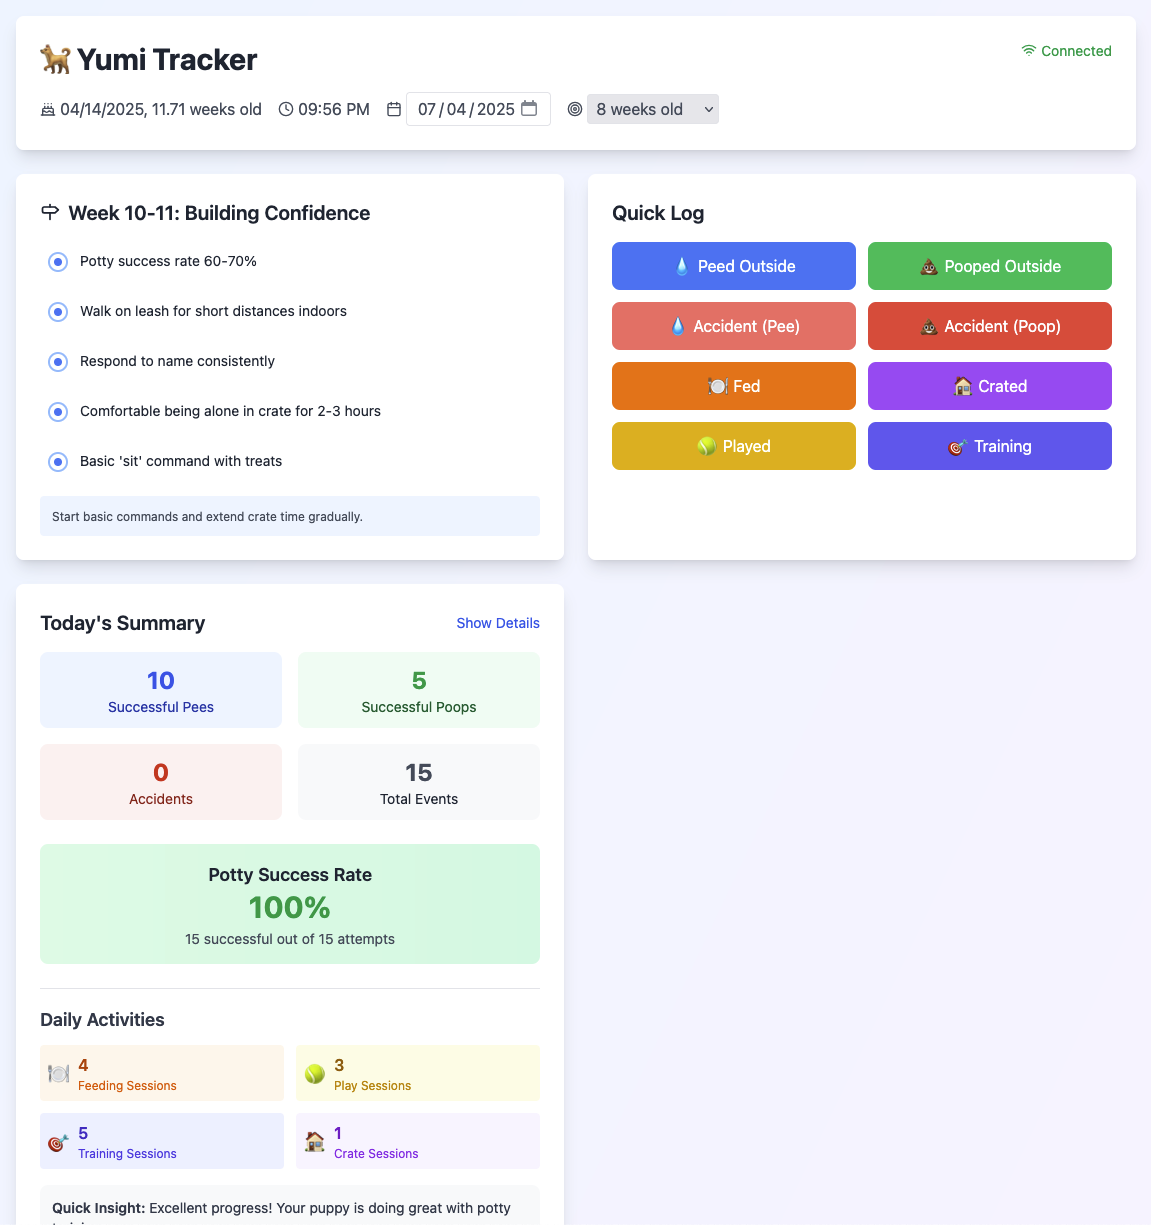 Yumi Tracker
Connected
04/14/2025, 11.71 weeks old 09:56 PM 07/04/2025 8 weeks old
Week 10-11: Building Confidence
Potty success rate 60-70%
Walk on leash for short distances indoors
Respond to name consistently
Comfortable being alone in crate for 2-3 hours
Basic 'sit' command with treats
Start basic commands and extend crate time gradually.
Quick Log
Peed Outside
Pooped Outside
Accident (Pee)
Accident (Poop)
Fed
Crated
Played
Training
Today's Summary
Show Details
10
Successful Pees
5
Successful Poops
0
Accidents
15
Total Events
Potty Success Rate
100%
15 successful out of 15 attempts
Daily Activities
4
Feeding Sessions
3
Play Sessions
5
Training Sessions
1
Crate Sessions
Quick Insight: Excellent progress! Your puppy is doing great with potty